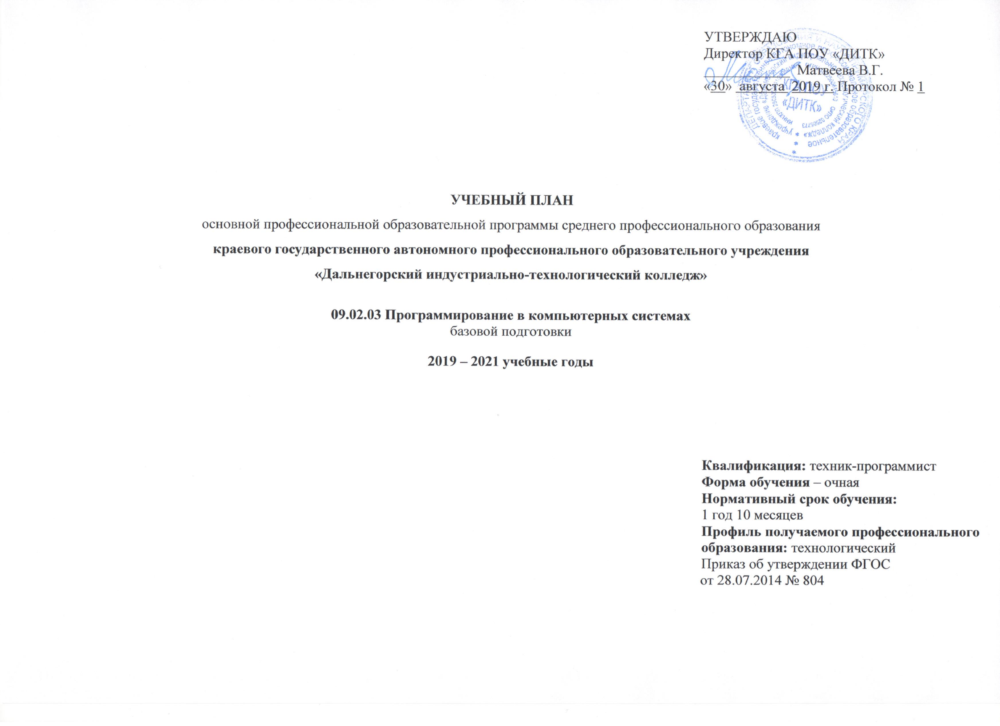 УТВЕРЖДАЮ
Директор КГА ПОУ «ДИТК»
____________ Матвеева В.Г.
«30» августа 2019 г. Протокол № 1
КГА ПОУ
«ДИТК»
УЧЕБНЫЙ ПЛАН
основной профессиональной образовательной программы среднего профессионального образования
краевого государственного автономного профессионального образовательного учреждения
«Дальнегорский индустриально-технологический колледж»
09.02.03 Программирование в компьютерных системах
базовой подготовки
2019 – 2021 учебные годы
Квалификация: техник-программист
Форма обучения – очная
Нормативный срок обучения:
1 год 10 месяцев
Профиль получаемого профессионального
образования: технологический
Приказ об утверждении ФГОС
от 28.07.2014 № 804